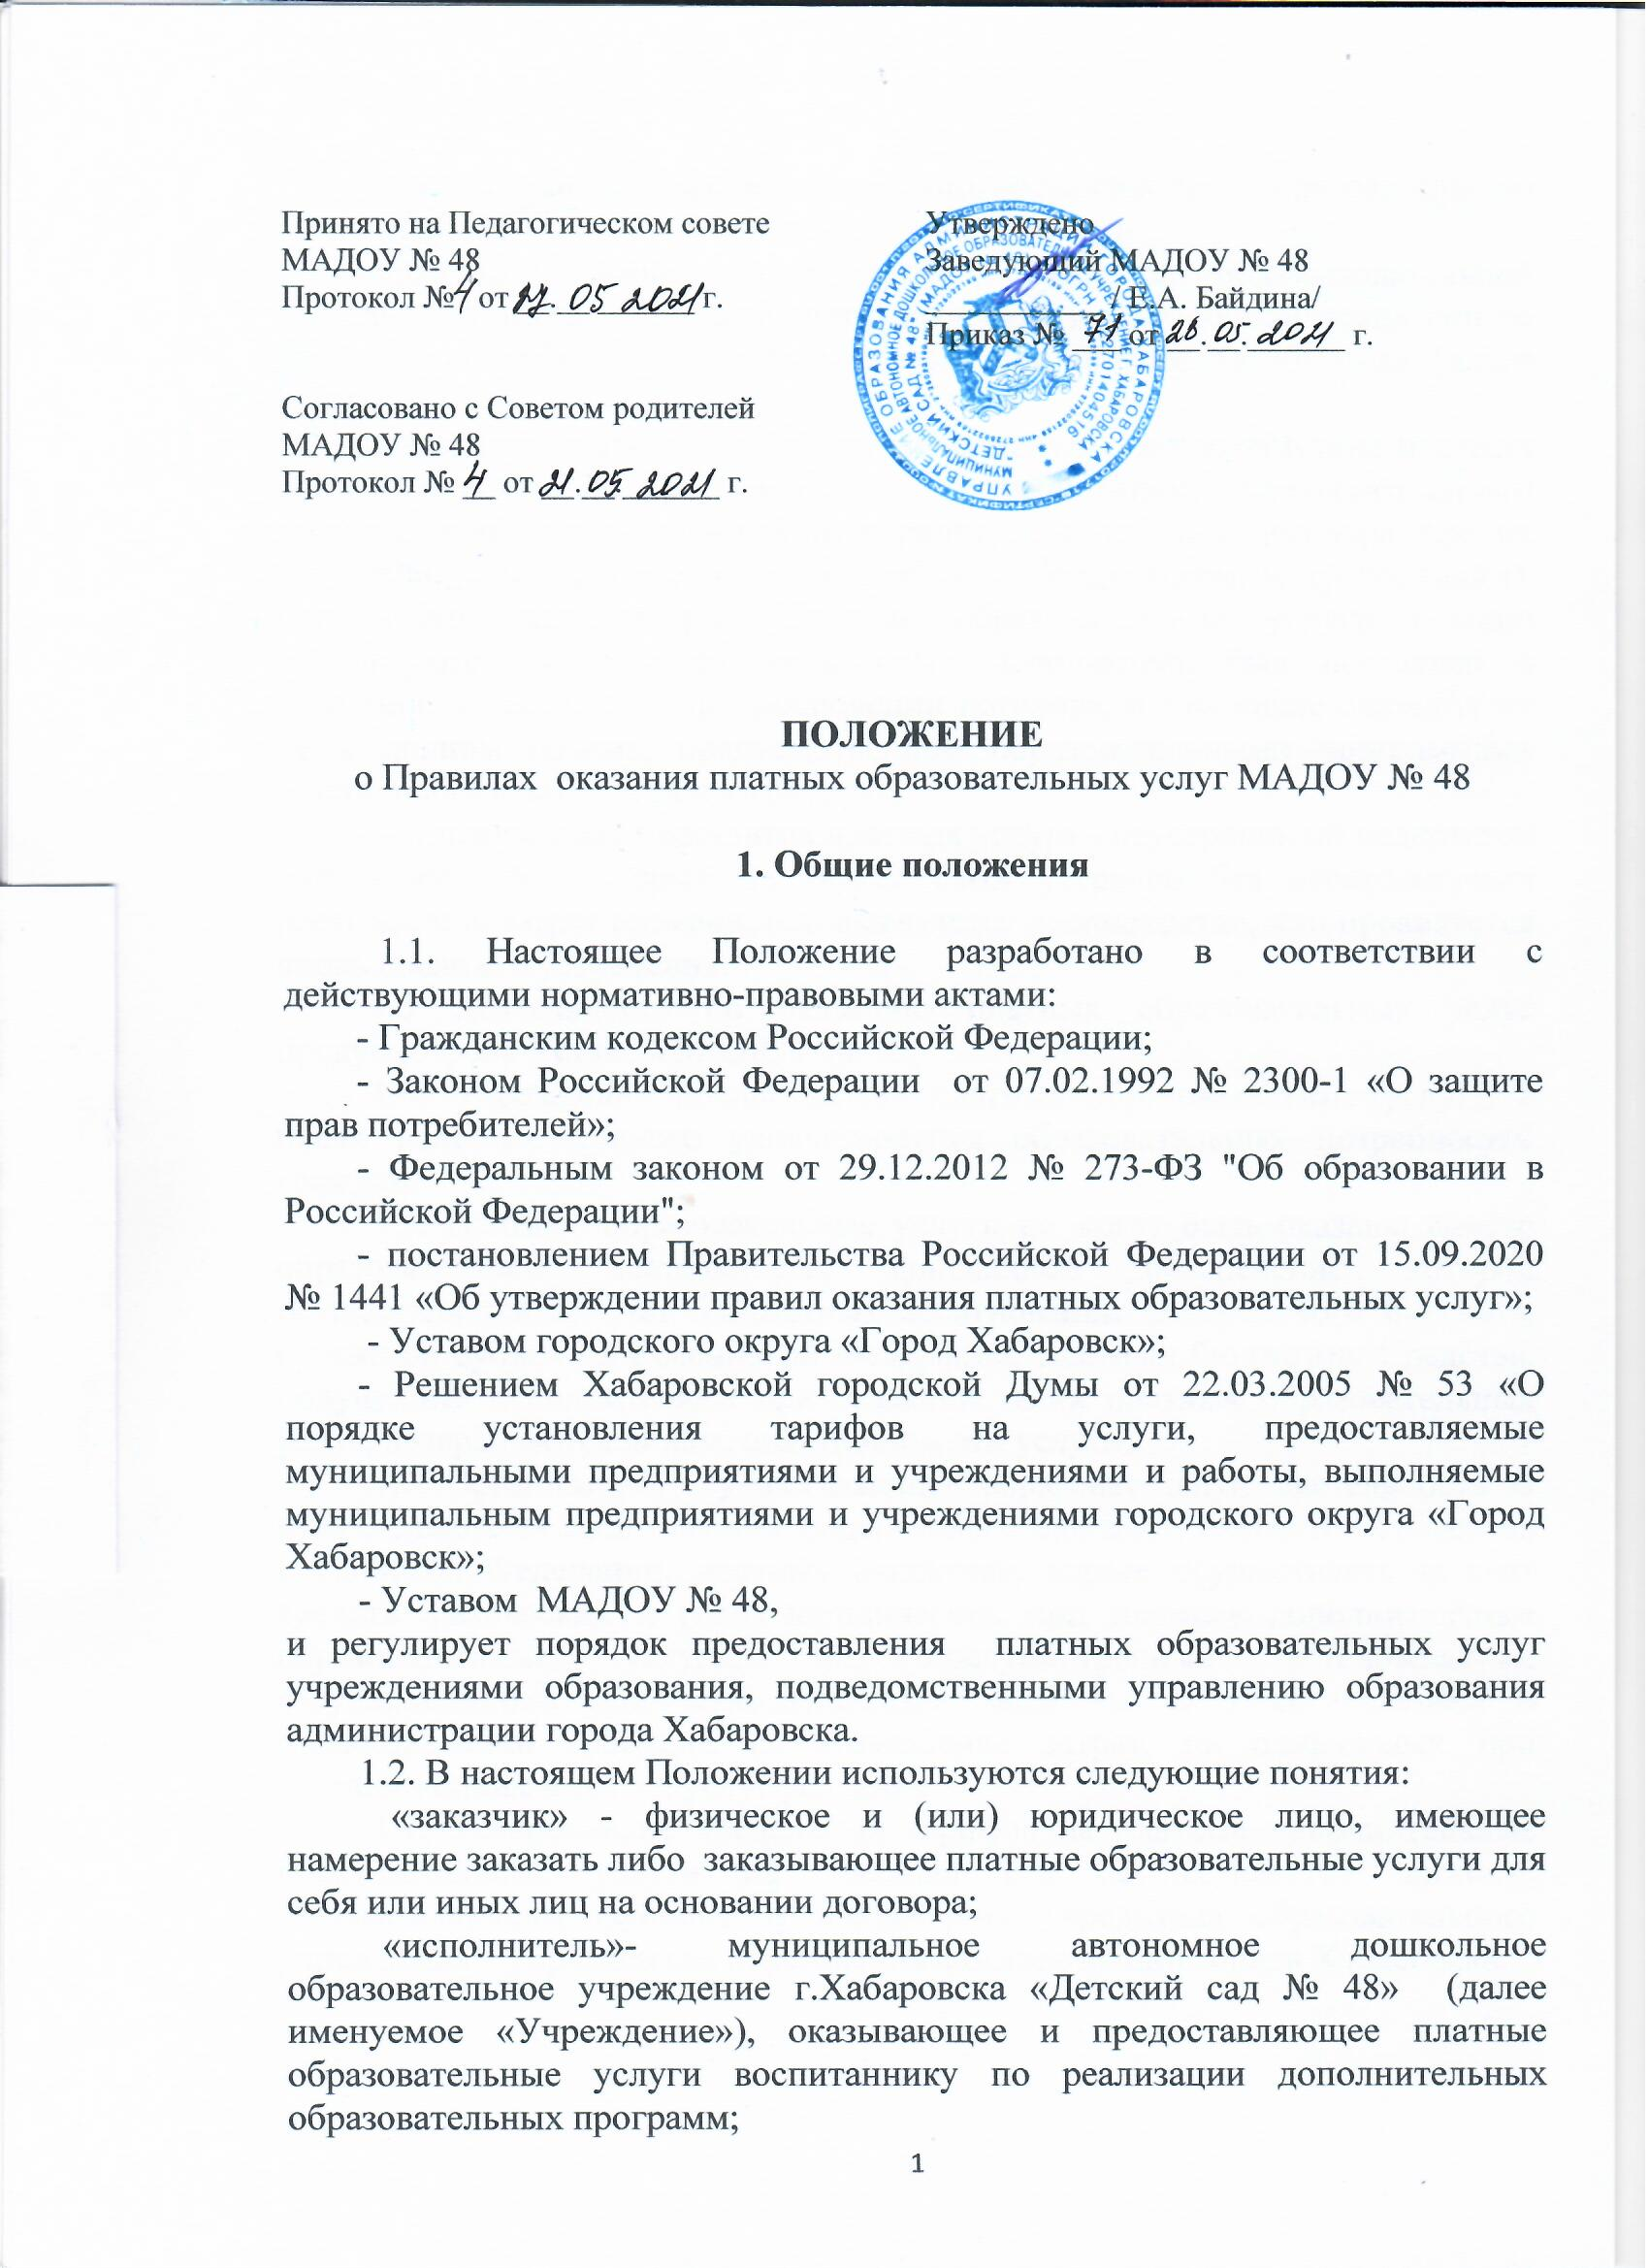 Принято на Педагогическом совете
МАДОУ № 48
Протокол № 4 от 27. 05 2021 г.
Согласовано с Советом родителей
МАДОУ № 48
Протокол № 4 от 21.05. 2021 г.
Утверждено
Заведующий МАДОУ № 48
/ Е.А. Байдина/
Приказ № 71 от 28.05.2021 г.
ПОЛОЖЕНИЕ
о Правилах оказания платных образовательных услуг МАДОУ № 48
1. Общие положения
1.1. Настоящее Положение разработано в соответствии с
действующими нормативно-правовыми актами:
- Гражданским кодексом Российской Федерации;
- Законом Российской Федерации от 07.02.1992 № 2300-1 «О защите
прав потребителей»;
- Федеральным законом от 29.12.2012 № 273-ФЗ "Об образовании в
Российской Федерации";
- постановлением Правительства Российской Федерации от 15.09.2020
№ 1441 «Об утверждении правил оказания платных образовательных услуг»;
- Уставом городского округа «Город Хабаровск»;
- Решением Хабаровской городской Думы от 22.03.2005 № 53 «О
порядке установления тарифов на услуги, предоставляемые
муниципальными предприятиями и учреждениями и работы, выполняемые
муниципальным предприятиями и учреждениями городского округа «Город
Хабаровск»;
- Уставом МАДОУ № 48,
и регулирует порядок предоставления платных образовательных услуг
учреждениями образования, подведомственными управлению образования
администрации города Хабаровска.
1.2. В настоящем Положении используются следующие понятия:
«заказчик» - физическое и (или) юридическое лицо, имеющее
намерение заказать либо заказывающее платные образовательные услуги для
себя или иных лиц на основании договора;
«исполнитель»- муниципальное автономное дошкольное
образовательное учреждение г.Хабаровска «Детский сад № 48» (далее
именуемое «Учреждение»), оказывающее и предоставляющее платные
образовательные услуги воспитаннику по реализации дополнительных
образовательных программ;
1